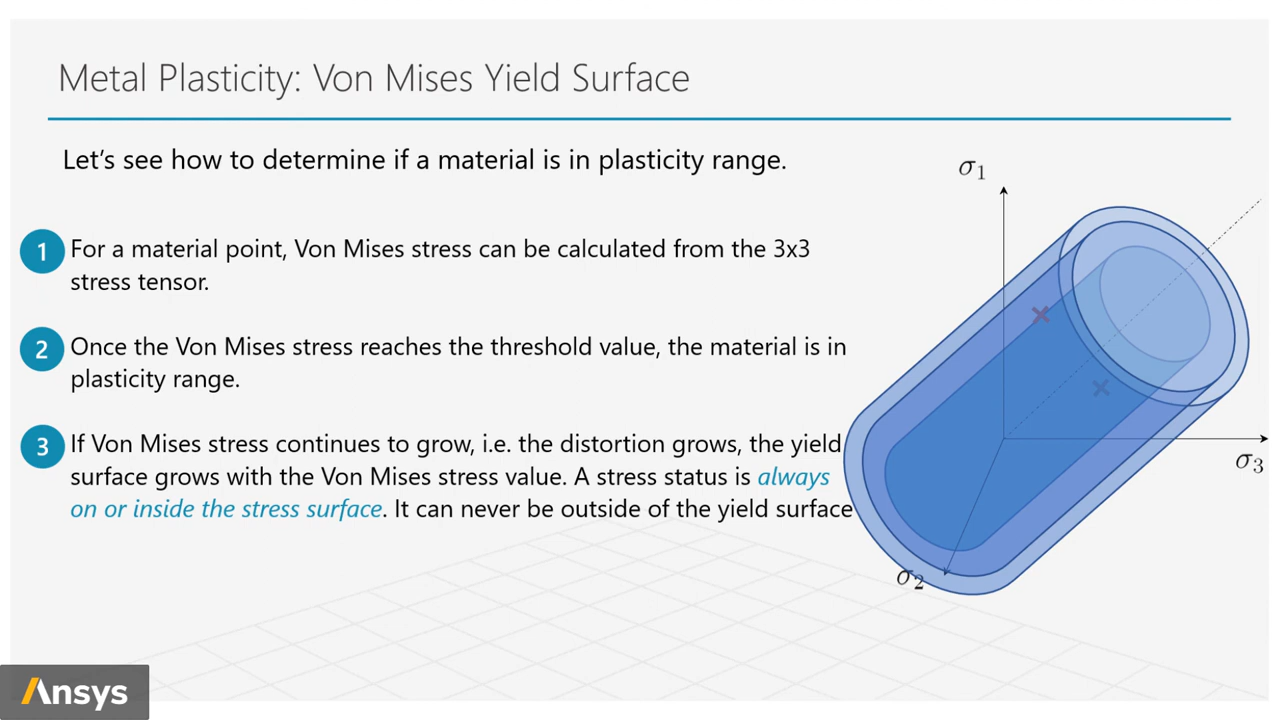 Metal Plasticity: Von Mises Yield Surface
Let's see how to determine if a material is in plasticity range.
1 For a material point, Von Mises stress can be calculated from the 3x3
stress tensor.
2 Once the Von Mises stress reaches the threshold value, the material is in
plasticity range.
3 If Von Mises stress continues to grow, i.e. the distortion grows, the yield
surface grows with the Von Mises stress value. A stress status is always
on or inside the stress surface. It can never be outside of the yield surface
σ1
σ3
σ2
Ansys